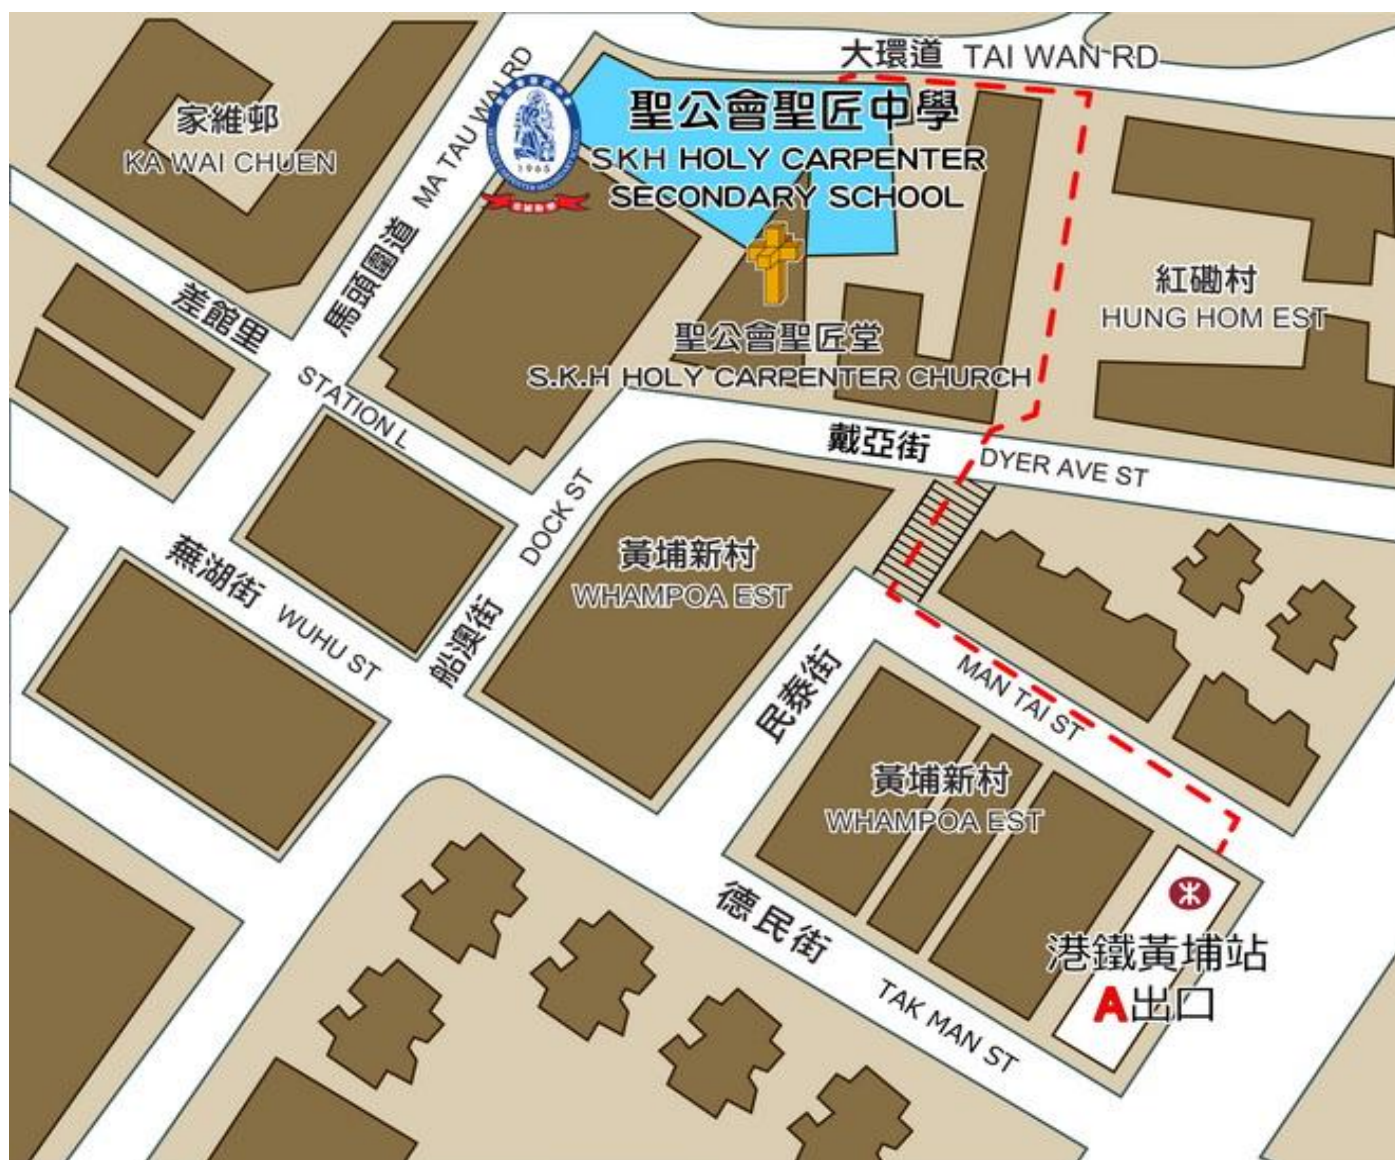 大環道 TAI WAN RD
聖公會聖匠中學
SKH HOLY CARPENTER
SECONDARY SCHOOL
1965
家維邨
KA WAI CHUEN
馬頭圍道 MA TAU WAI RD
紅磡村
HUNG HOM EST
差館里
STATION L
聖公會聖匠堂
S.K.H HOLY CARPENTER CHURCH
戴亞街 DYER AVE ST
黃埔新村
WHAMPOA EST
船澳街 DOCK ST
蕪湖街 WUHU ST
民泰街 MAN TAI ST
黃埔新村
WHAMPOA EST
德民街 TAK MAN ST
港鐵黃埔站
A出口